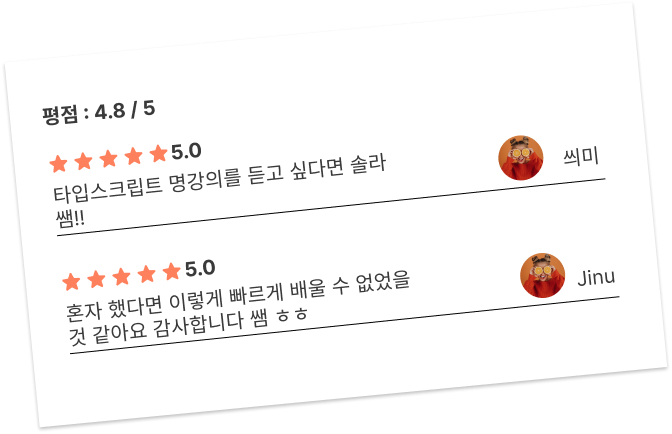 평점 : 4.8 / 5
5.0
타입스크립트 명강의를 듣고 싶다면 솔라
쌤!!
씌미
5.0
혼자 했다면 이렇게 빠르게 배울 수 없었을
것 같아요 감사합니다 쌤 ㅎㅎ
Jinu